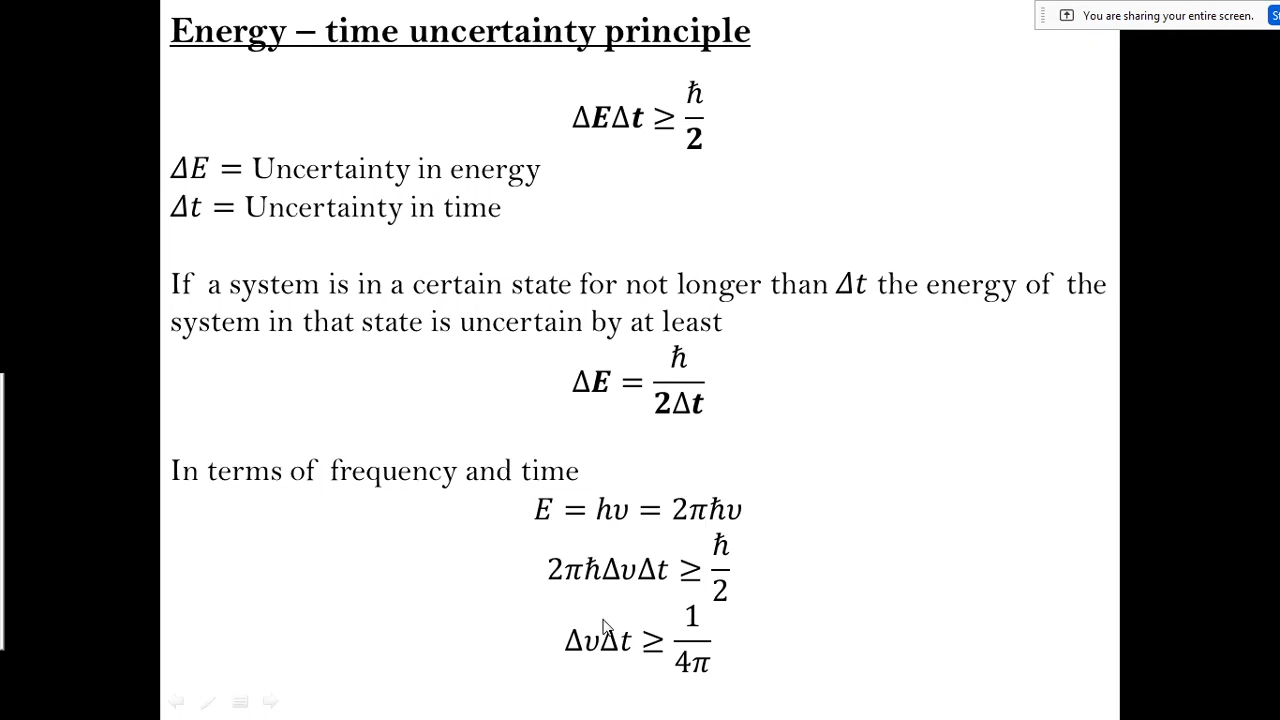 Energy – time uncertainty principle
You are sharing your entire screen.
ΔEΔt ≥ ħ/2
ΔE = Uncertainty in energy
Δt = Uncertainty in time
If a system is in a certain state for not longer than Δt the energy of the
system in that state is uncertain by at least
ΔE = ħ/2Δt
In terms of frequency and time
E = hυ = 2πħυ
2πħΔυΔt ≥ ħ/2
ΔυΔt ≥ 1/4π